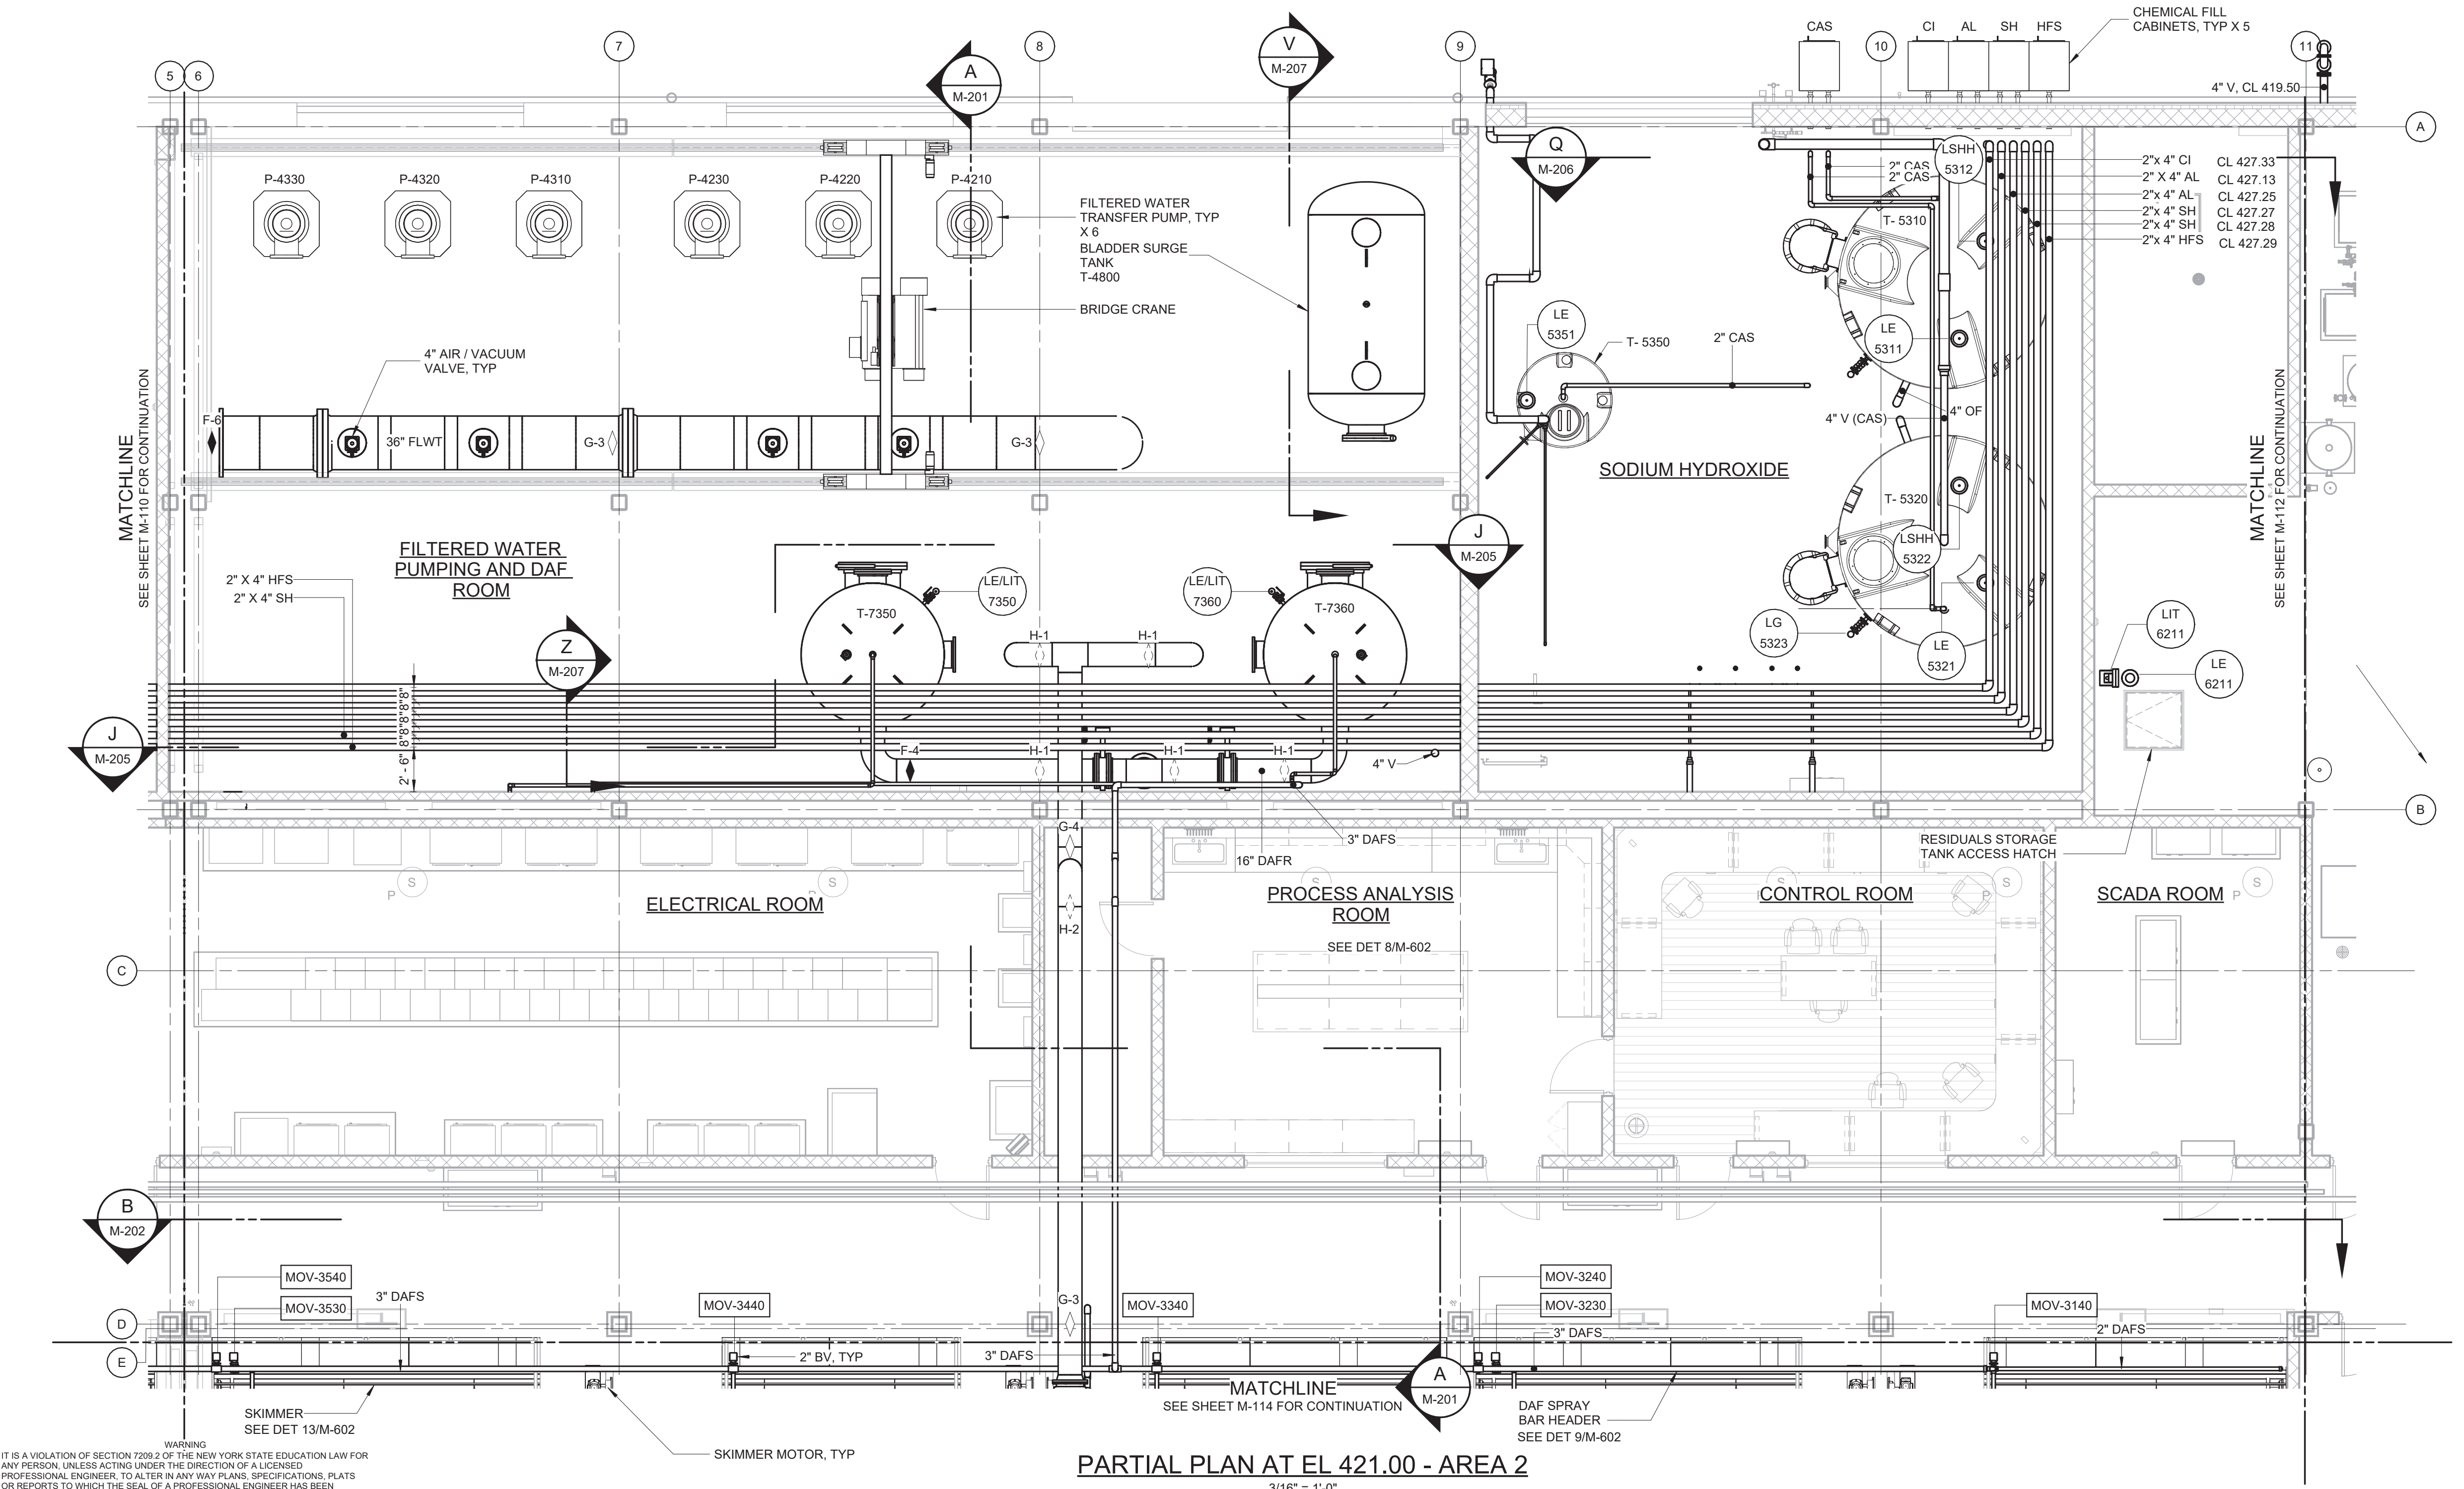 CHEMICAL FILL
CABINETS, TYP X 5
CAS
CI
AL
SH
HFS
5
6
7
8
9
10
11
A
M-201
V
M-207
4" V, CL 419.50
A
Q
M-206
LSHH
5312
2" CAS
2" CAS
2"x 4" CI CL 427.33
2" X 4" AL CL 427.13
2"x 4" AL CL 427.25
2"x 4" SH CL 427.27
2"x 4" SH CL 427.28
2"x 4" HFS CL 427.29
P-4330
P-4320
P-4310
P-4230
P-4220
P-4210
FILTERED WATER
TRANSFER PUMP, TYP
X 6
BLADDER SURGE
TANK
T-4800
BRIDGE CRANE
T- 5310
LE
5351
T- 5350
2" CAS
LE
5311
4" AIR / VACUUM
VALVE, TYP
F-6
36" FLWT
G-3
G-3
4" V (CAS)
4" OF
SODIUM HYDROXIDE
T- 5320
MATCHLINE
SEE SHEET M-110 FOR CONTINUATION
MATCHLINE
SEE SHEET M-112 FOR CONTINUATION
J
M-205
LSHH
5322
FILTERED WATER
PUMPING AND DAF
ROOM
2" X 4" HFS
2" X 4" SH
LE/LIT
7350
LE/LIT
7360
T-7350
T-7360
LG
5323
LE
5321
LIT
6211
LE
6211
Z
M-207
H-1
H-1
8"8"8"8"8"
2' - 6"
J
M-205
F-4
H-1
H-1
H-1
4" V
B
G-4
3" DAFS
16" DAFR
RESIDUALS STORAGE
TANK ACCESS HATCH
S
P
S
S
S
S
P
S
P
ELECTRICAL ROOM
PROCESS ANALYSIS
ROOM
CONTROL ROOM
SCADA ROOM
H-2
SEE DET 8/M-602
C
B
M-202
MOV-3540
MOV-3530
3" DAFS
MOV-3440
G-3
MOV-3340
MOV-3240
MOV-3230
MOV-3140
D
E
3" DAFS
2" DAFS
2" BV, TYP
3" DAFS
MATCHLINE
SEE SHEET M-114 FOR CONTINUATION
A
M-201
SKIMMER
SEE DET 13/M-602
DAF SPRAY
BAR HEADER
SEE DET 9/M-602
SKIMMER MOTOR, TYP
WARNING
IT IS A VIOLATION OF SECTION 7209.2 OF THE NEW YORK STATE EDUCATION LAW FOR
ANY PERSON, UNLESS ACTING UNDER THE DIRECTION OF A LICENSED
PROFESSIONAL ENGINEER, TO ALTER IN ANY WAY PLANS, SPECIFICATIONS, PLATS
OR REPORTS TO WHICH THE SEAL OF A PROFESSIONAL ENGINEER HAS BEEN
PARTIAL PLAN AT EL 421.00 - AREA 2
3/16" = 1'-0"